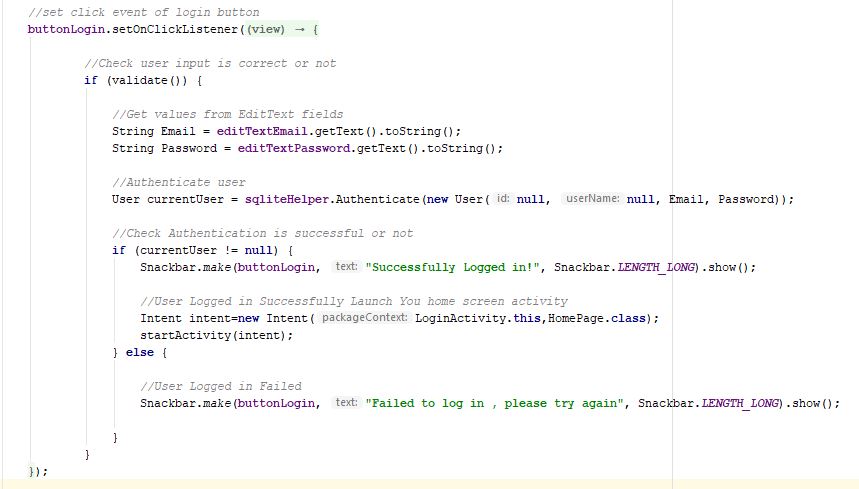 //set click event of login button
buttonLogin.setOnClickListener((view) → {
//Check user input is correct or not
if (validate()) {
//Get values from EditText fields
String Email = editTextEmail.getText().toString();
String Password = editTextPassword.getText().toString();
//Authenticate user
User currentUser = sqliteHelper.Authenticate(new User( id: null, userName: null, Email, Password));
//Check Authentication is successful or not
if (currentUser != null) {
Snackbar.make(buttonLogin, text: "Successfully Logged in!", Snackbar.LENGTH_LONG).show();
//User Logged in Successfully Launch You home screen activity
Intent intent=new Intent( packageContext: LoginActivity.this,HomePage.class);
startActivity(intent);
} else {
//User Logged in Failed
Snackbar.make(buttonLogin, text: "Failed to log in , please try again", Snackbar.LENGTH_LONG).show();
}
}
});